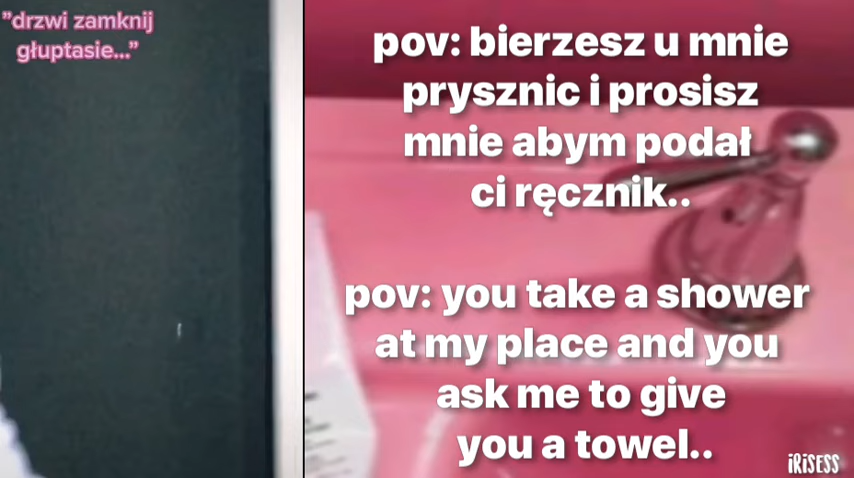 ”drzwi zamknij
głuptasie...”
pov: bierzesz u mnie
prysznic i prosisz
mnie abym podał
ci ręcznik..
pov: you take a shower
at my place and you
ask me to give
you a towel..
iRiSESS